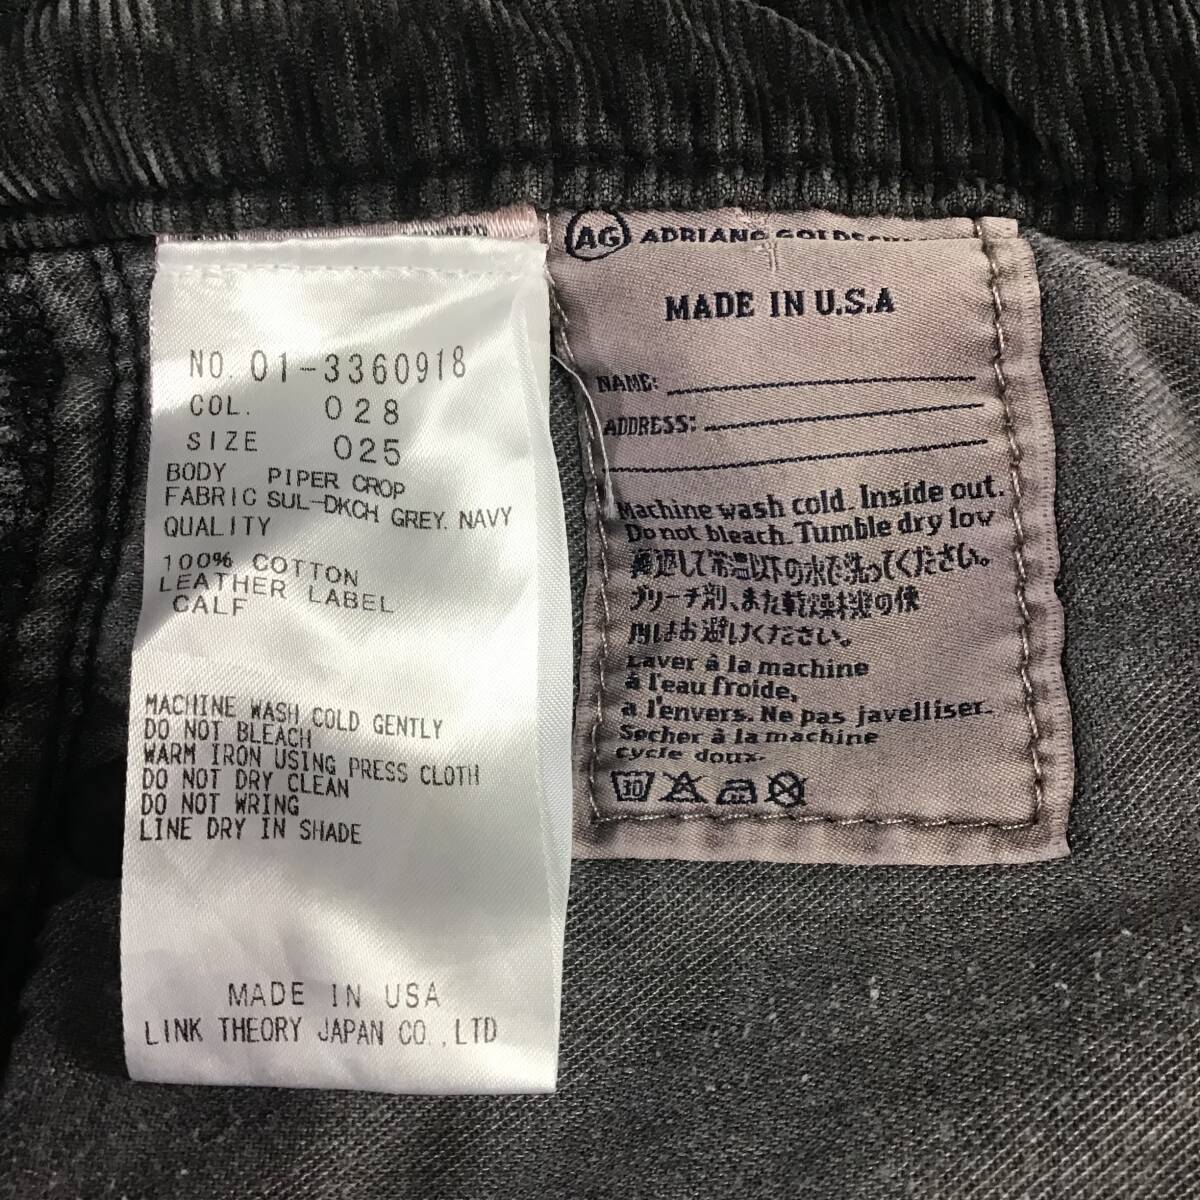 NO. 01-3360918
COL. 028
SIZE 025
BODY PIPER CROP
FABRIC SUL-DKCH GREY. NAVY
QUALITY
100% COTTON
LEATHER LABEL
CALF
MACHINE WASH COLD GENTLY
DO NOT BLEACH
WARM IRON USING PRESS CLOTH
DO NOT DRY CLEAN
DO NOT WRING
LINE DRY IN SHADE
MADE IN USA
LINK THEORY JAPAN CO.,LTD
AG ADRIANO
MADE IN U.S.A
NAME:
ADDRESS:
Machine wash cold. Inside out.
Do not bleach. Tumble dry low
裏返して常温以下の水で洗ってください。
ブリーチ剤、また乾燥機の使
用はお避けください。
Laver à la machine
à l'eau froide,
a l'envers. Ne pas javelliser.
Secher à la machine
cycle doux.
30